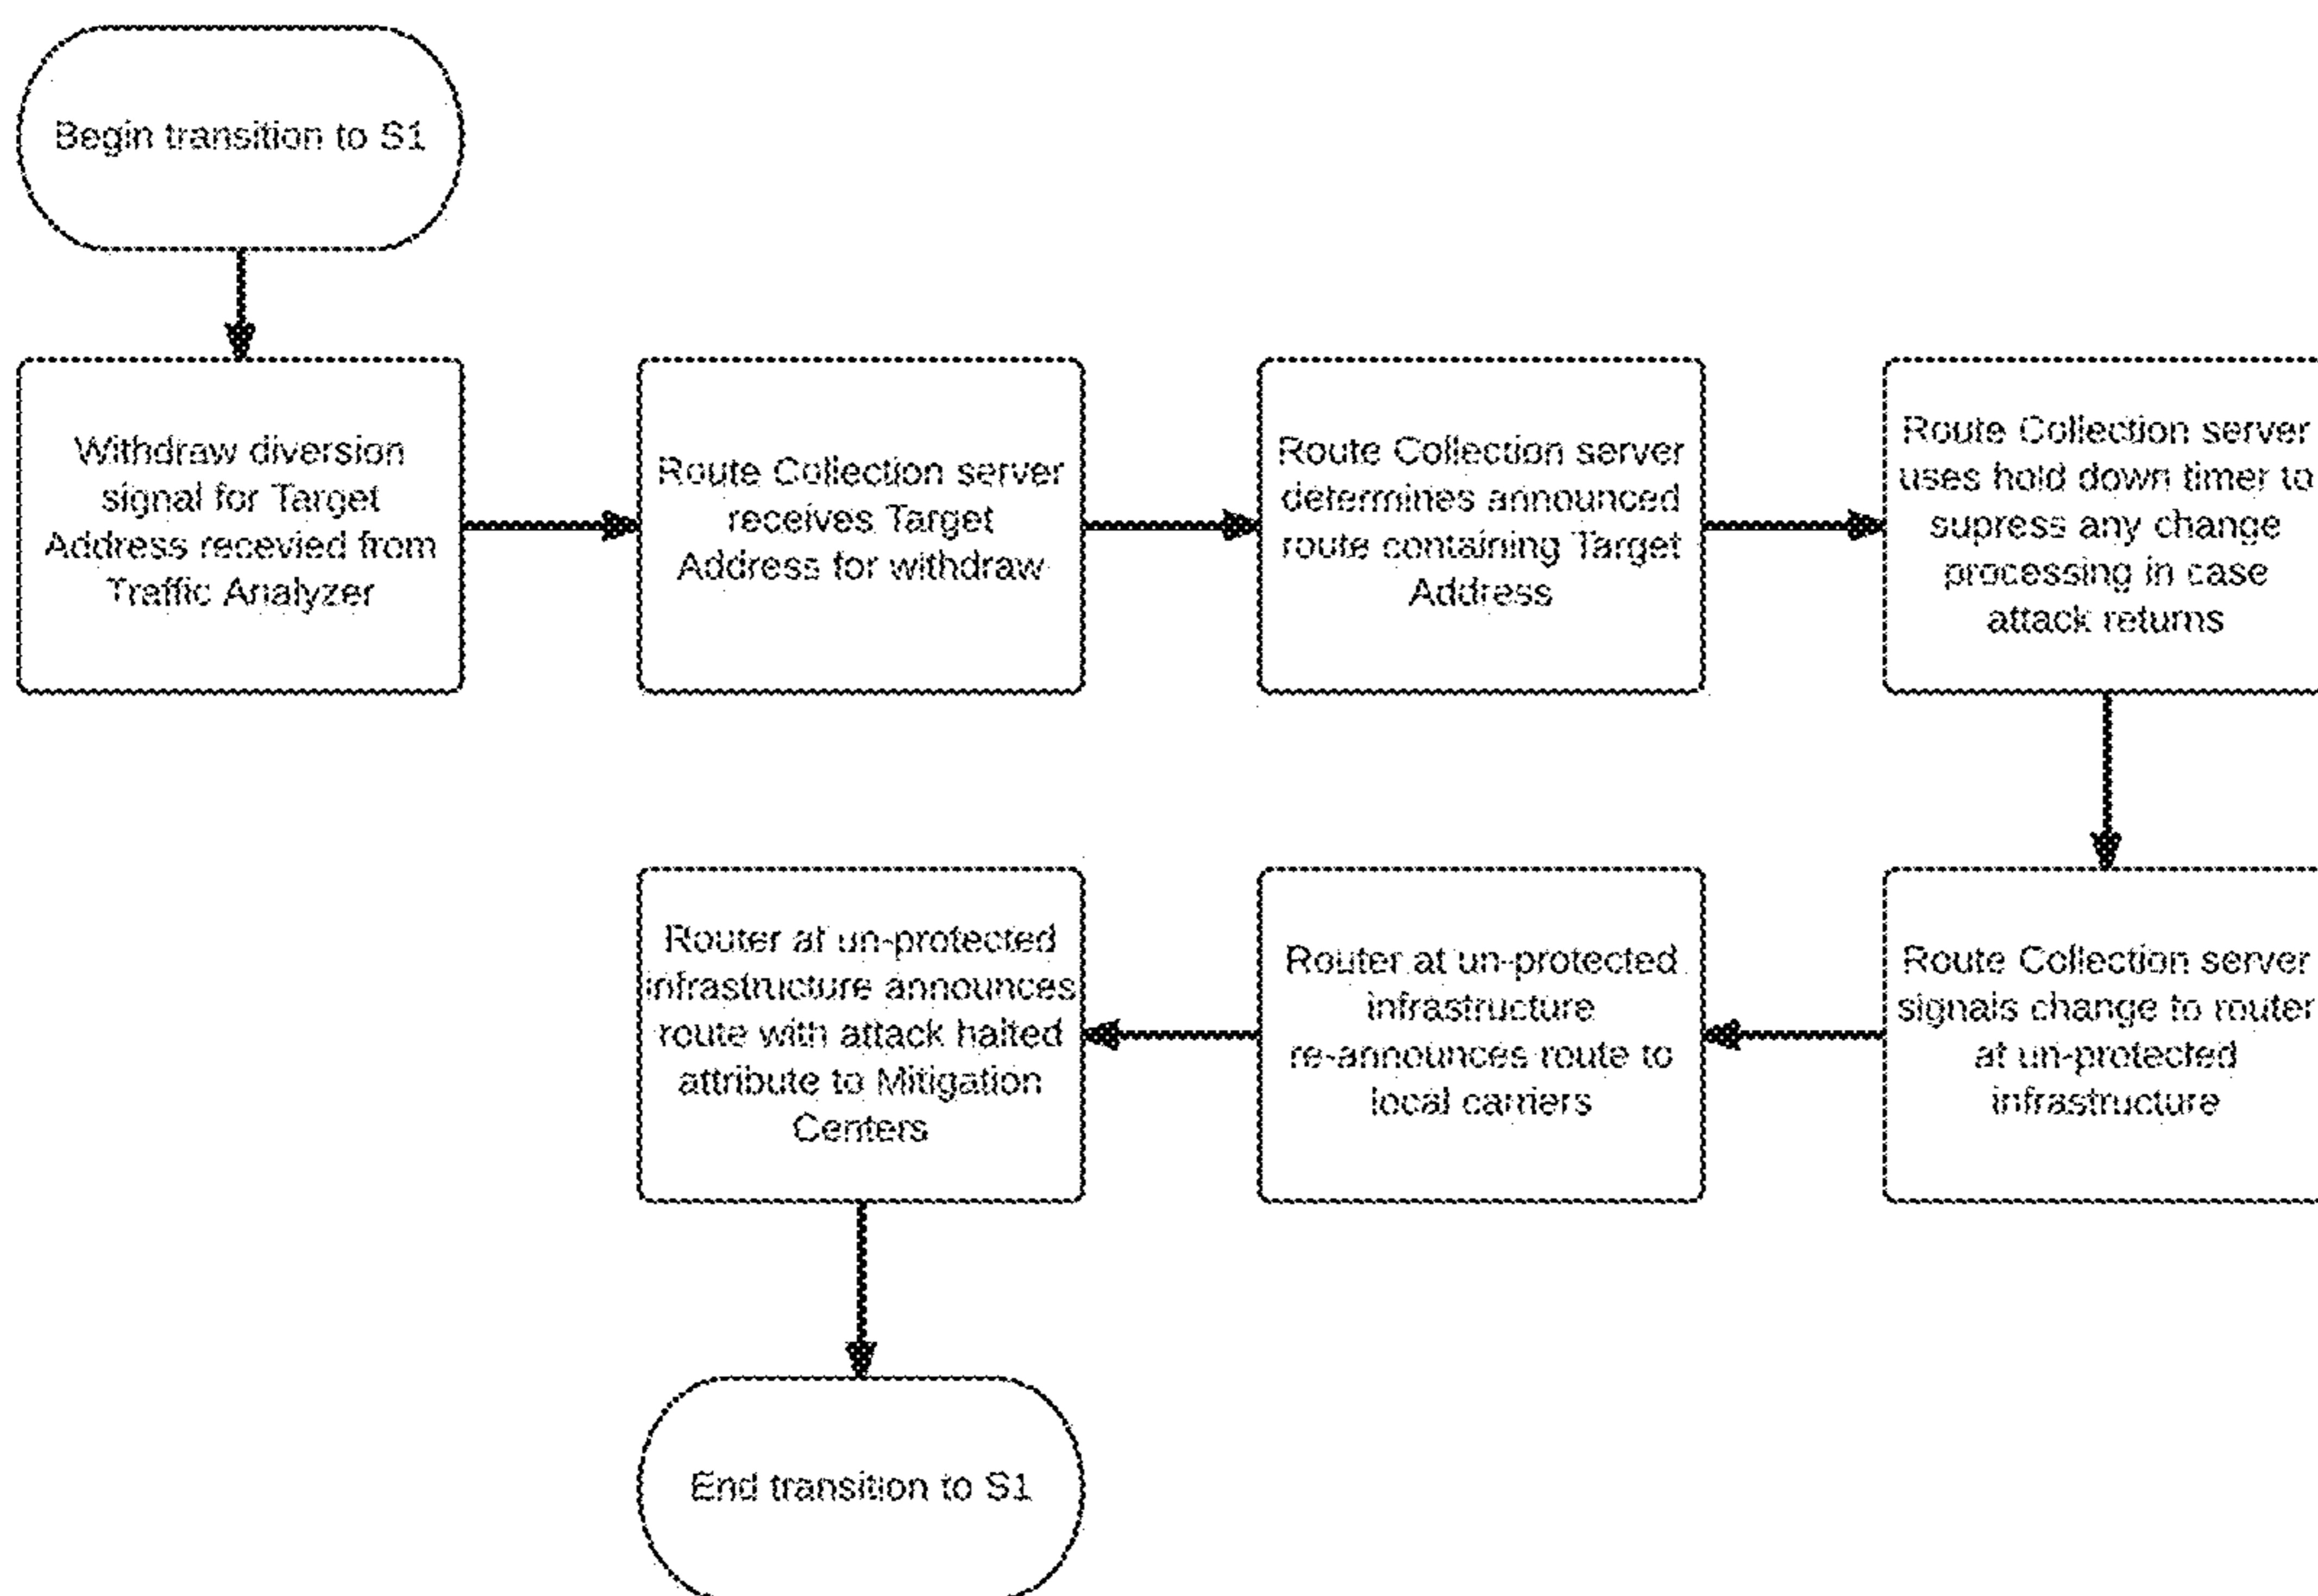 Begin transition to S1
Withdraw diversion
signal for Target
Address recevied from
Traffic Analyzer
Route Collection server
receives Target
Address for withdraw
Route Collection server
determines announced
route containing Target
Address
Route Collection server
uses hold down timer to
supress any change
processing in case
attack returns
Route Collection server
signals change to router
at un-protected
infrastructure
Router at un-protected
infrastructure
re-announces route to
local carriers
Router at un-protected
infrastructure announces
route with attack halted
attribute to Mitigation
Centers
End transition to S1